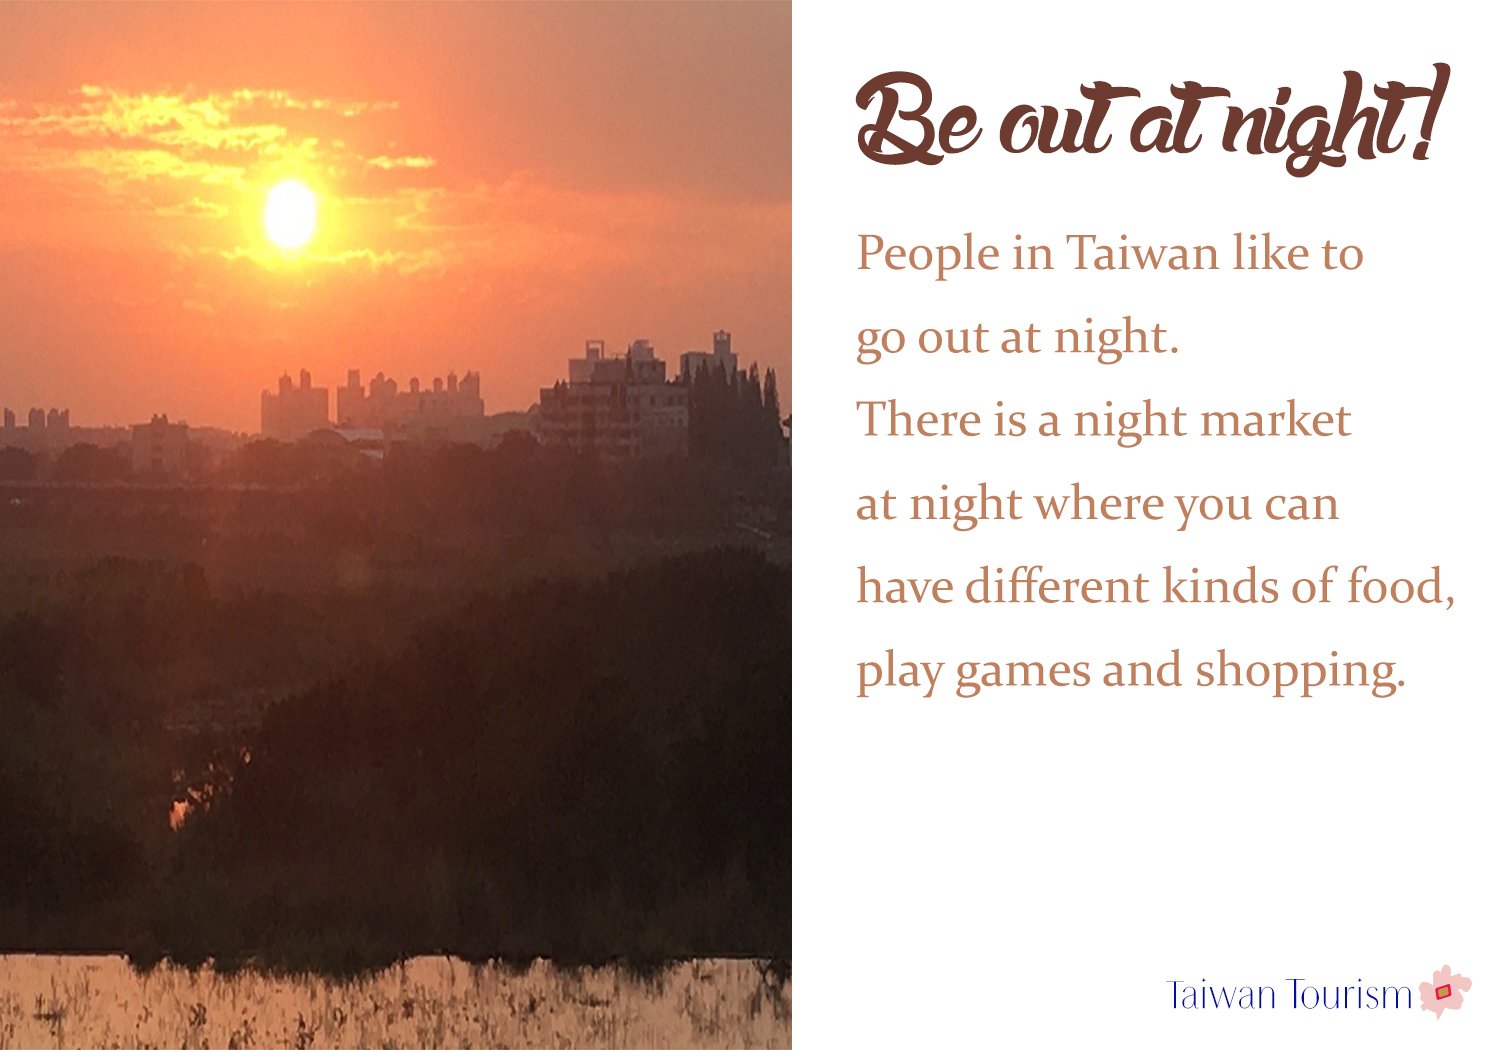 Be out at night!
People in Taiwan like to
go out at night.
There is a night market
at night where you can
have different kinds of food,
play games and shopping.
Taiwan Tourism